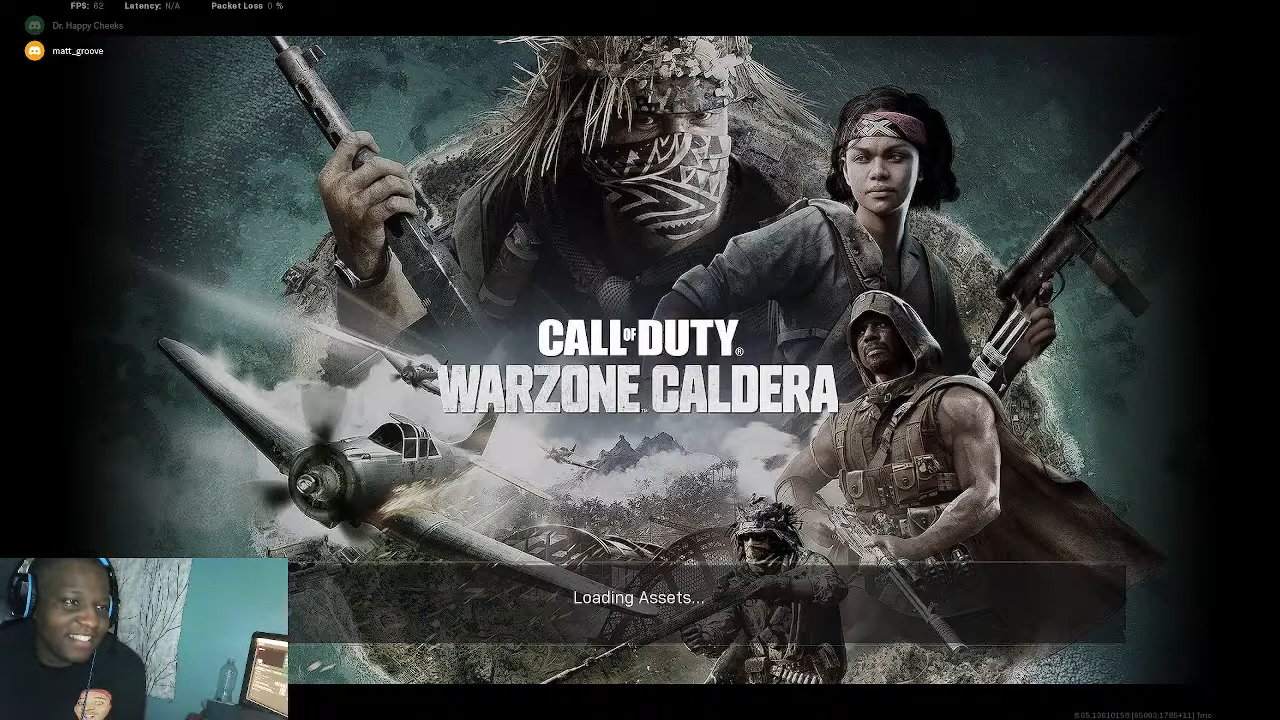 FPS: 62 Latency: N/A Packet Loss 0 %
Dr. Happy Cheeks
matt_groove
CALL OF DUTY®
WARZONE CALDERA
Loading Assets...